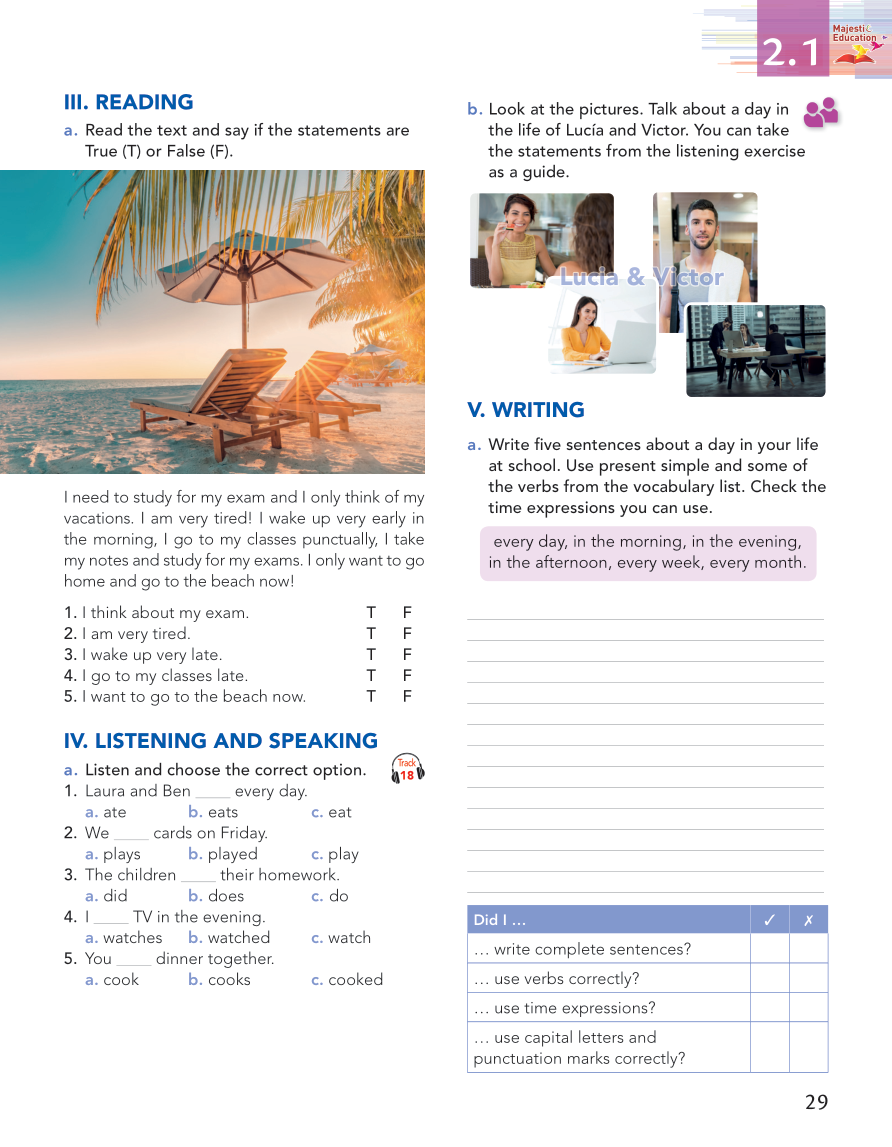 2.1
Majestic
Education
III. READING
a. Read the text and say if the statements are
True (T) or False (F).
I need to study for my exam and I only think of my
vacations. I am very tired! I wake up very early in
the morning, I go to my classes punctually, I take
my notes and study for my exams. I only want to go
home and go to the beach now!
1. I think about my exam. T F
2. I am very tired. T F
3. I wake up very late. T F
4. I go to my classes late. T F
5. I want to go to the beach now. T F
IV. LISTENING AND SPEAKING
a. Listen and choose the correct option.
Track
18
1. Laura and Ben ____ every day.
a. ate b. eats c. eat
2. We ____ cards on Friday.
a. plays b. played c. play
3. The children ____ their homework.
a. did b. does c. do
4. I ____ TV in the evening.
a. watches b. watched c. watch
5. You ____ dinner together.
a. cook b. cooks c. cooked
b. Look at the pictures. Talk about a day in
the life of Lucía and Victor. You can take
the statements from the listening exercise
as a guide.
Lucia & Victor
V. WRITING
a. Write five sentences about a day in your life
at school. Use present simple and some of
the verbs from the vocabulary list. Check the
time expressions you can use.
every day, in the morning, in the evening,
in the afternoon, every week, every month.
Did I ... ✓ ✗
... write complete sentences?
... use verbs correctly?
... use time expressions?
... use capital letters and
punctuation marks correctly?
29